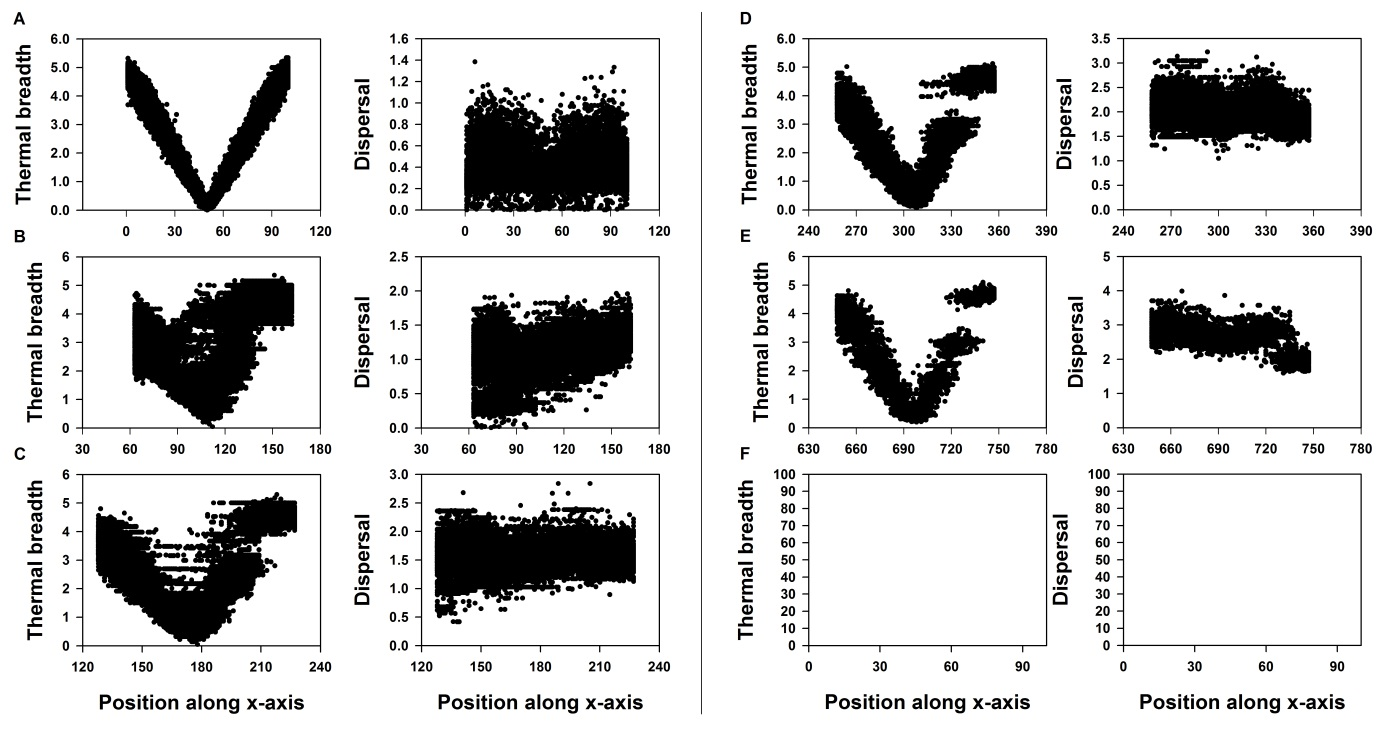 A
Thermal breadth
6.0
5.0
4.0
3.0
2.0
1.0
0.0
0 30 60 90 120
Dispersal
1.6
1.4
1.2
1.0
0.8
0.6
0.4
0.2
0.0
0 30 60 90 120
B
Thermal breadth
6
5
4
3
2
1
0
30 60 90 120 150 180
Dispersal
2.5
2.0
1.5
1.0
0.5
0.0
30 60 90 120 150 180
C
Thermal breadth
6
5
4
3
2
1
0
120 150 180 210 240
Position along x-axis
Dispersal
3.0
2.5
2.0
1.5
1.0
0.5
0.0
120 150 180 210 240
Position along x-axis
D
Thermal breadth
6.0
5.0
4.0
3.0
2.0
1.0
0.0
240 270 300 330 360 390
Dispersal
3.5
3.0
2.5
2.0
1.5
1.0
0.5
0.0
240 270 300 330 360 390
E
Thermal breadth
6
5
4
3
2
1
0
630 660 690 720 750 780
Dispersal
5
4
3
2
1
0
630 660 690 720 750 780
F
Thermal breadth
100
90
80
70
60
50
40
30
20
10
0
0 30 60 90
Position along x-axis
Dispersal
100
90
80
70
60
50
40
30
20
10
0
0 30 60 90
Position along x-axis